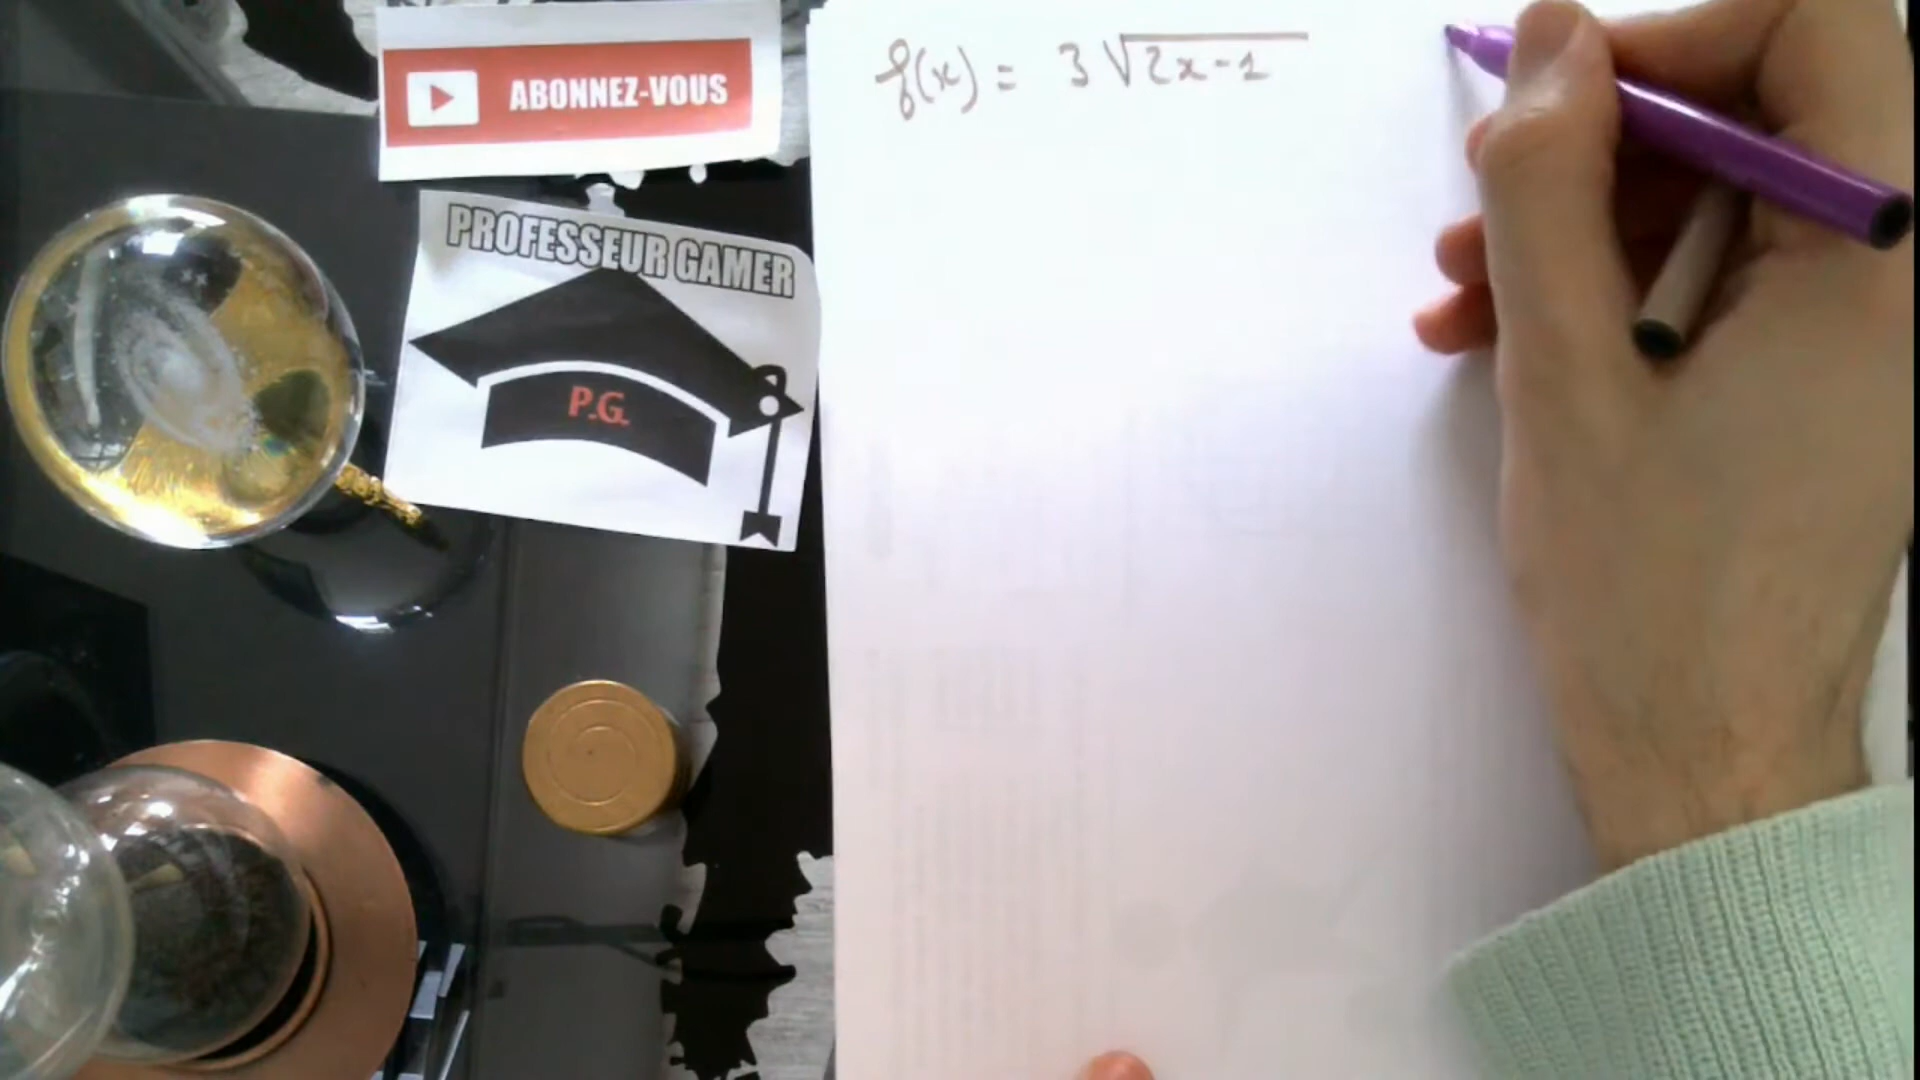 ABONNEZ-VOUS
PROFESSEUR GAMER
P.G.
f(x) = 3√(2x-1)